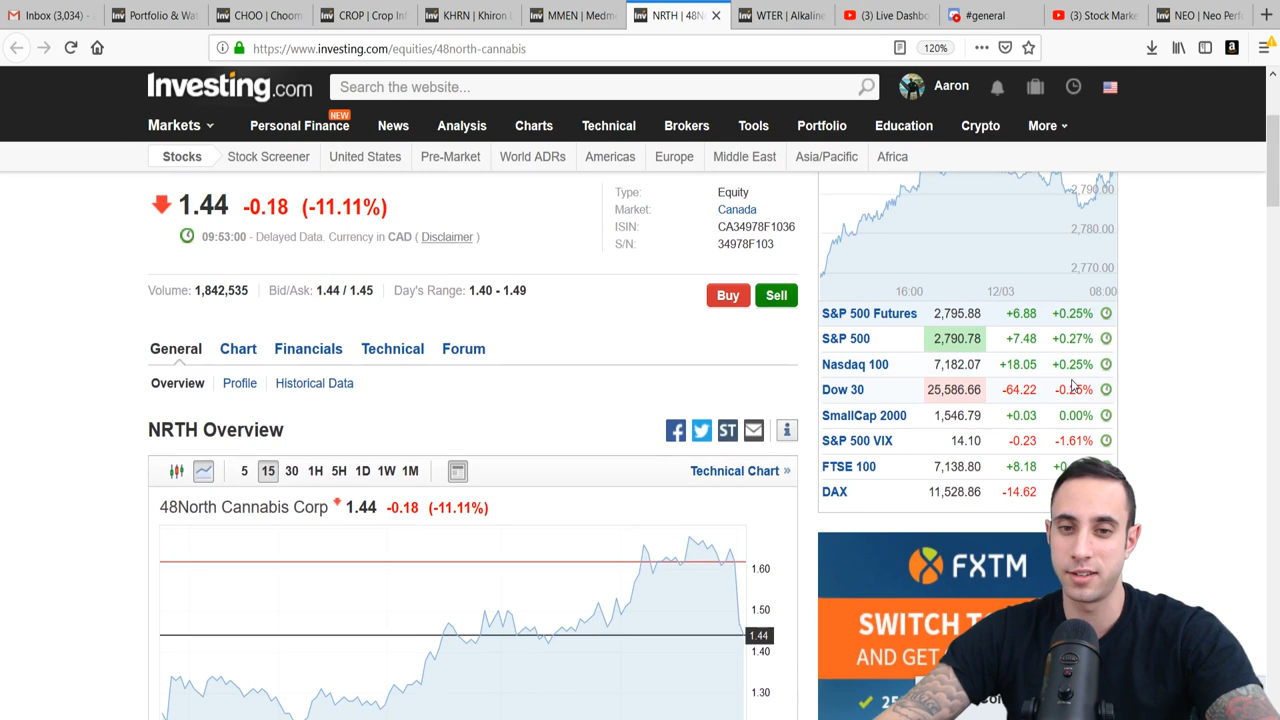 Inbox (3,034)
Portfolio & Wa
CHOO | Choom
CROP | Crop In
KHRN | Khiron L
MMEN | Medm
NRTH | 48N
WTER | Alkaline
(3) Live Dashbo
#general
(3) Stock Marke
NEO | Neo Per
https://www.investing.com/equities/48north-cannabis
120%
Investing.com
Search the website...
Aaron
NEW
Markets Personal Finance News Analysis Charts Technical Brokers Tools Portfolio Education Crypto More
Stocks Stock Screener United States Pre-Market World ADRs Americas Europe Middle East Asia/Pacific Africa
1.44 -0.18 (-11.11%)
09:53:00 - Delayed Data. Currency in CAD ( Disclaimer )
Type: Equity
Market: Canada
ISIN: CA34978F1036
S/N: 34978F103
Volume: 1,842,535 Bid/Ask: 1.44 / 1.45 Day's Range: 1.40 - 1.49
Buy Sell
General Chart Financials Technical Forum
Overview Profile Historical Data
NRTH Overview
ST
5 15 30 1H 5H 1D 1W 1M
Technical Chart »
48North Cannabis Corp 1.44 -0.18 (-11.11%)
1.60
1.50
1.44
1.40
1.30
2,790.00
2,780.00
2,770.00
16:00 12/03 08:00
S&P 500 Futures 2,795.88 +6.88 +0.25%
S&P 500 2,790.78 +7.48 +0.27%
Nasdaq 100 7,182.07 +18.05 +0.25%
Dow 30 25,586.66 -64.22 -0.25%
SmallCap 2000 1,546.79 +0.03 0.00%
S&P 500 VIX 14.10 -0.23 -1.61%
FTSE 100 7,138.80 +8.18
DAX 11,528.86 -14.62
FXTM
SWITCH
AND GET